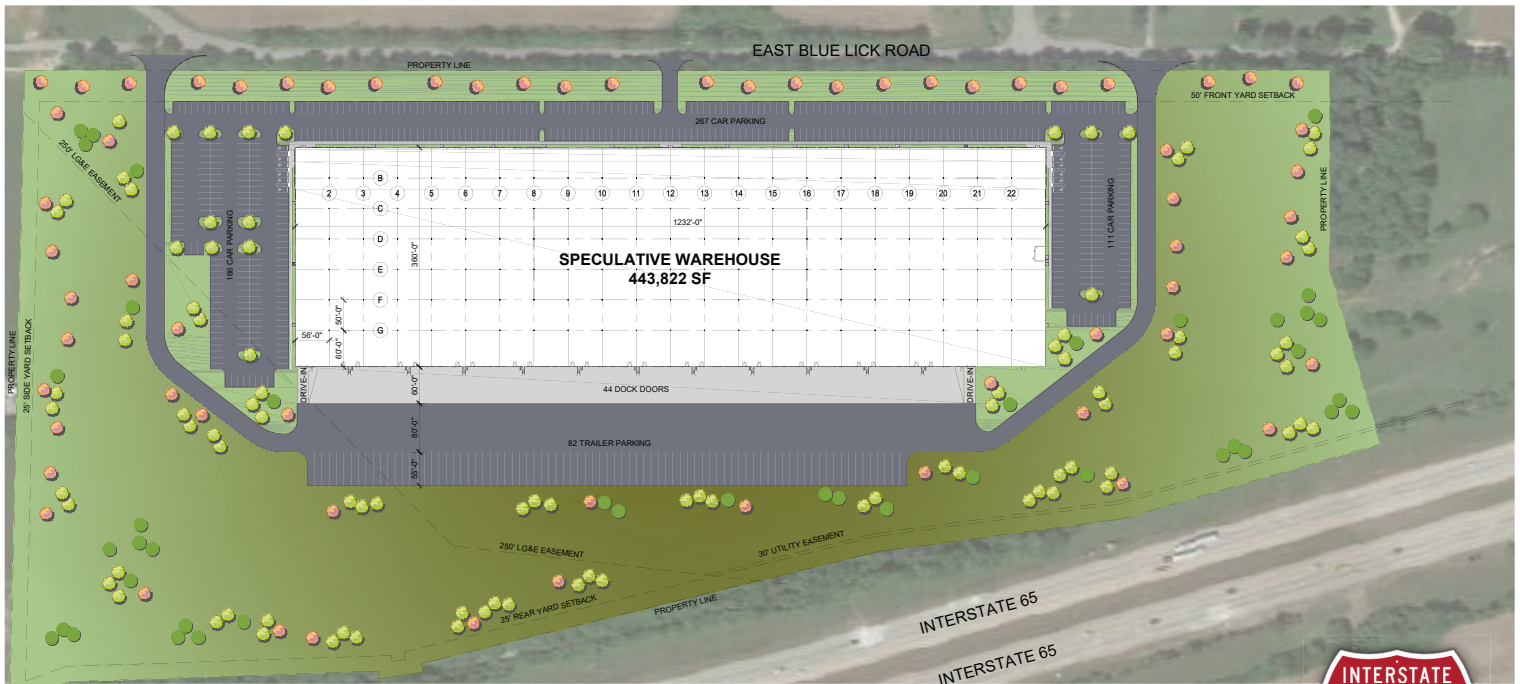 EAST BLUE LICK ROAD
PROPERTY LINE
50' FRONT YARD SETBACK
267 CAR PARKING
250' LG&E EASEMENT
B
2 3 4 5 6 7 8 9 10 11 12 13 14 15 16 17 18 19 20 21 22
C
1232'-0"
D
360'-0"
166 CAR PARKING
111 CAR PARKING
PROPERTY LINE
SPECULATIVE WAREHOUSE
443,822 SF
E
F
50'-0"
G
56'-0"
60'-0"
PROPERTY LINE
25' SIDE YARD SETBACK
DRIVE-IN
60'-0"
44 DOCK DOORS
DRIVE-IN
80'-0"
82 TRAILER PARKING
55'-0"
250' LG&E EASEMENT
30' UTILITY EASEMENT
25' REAR YARD SETBACK
PROPERTY LINE
INTERSTATE 65
INTERSTATE 65
INTERSTATE